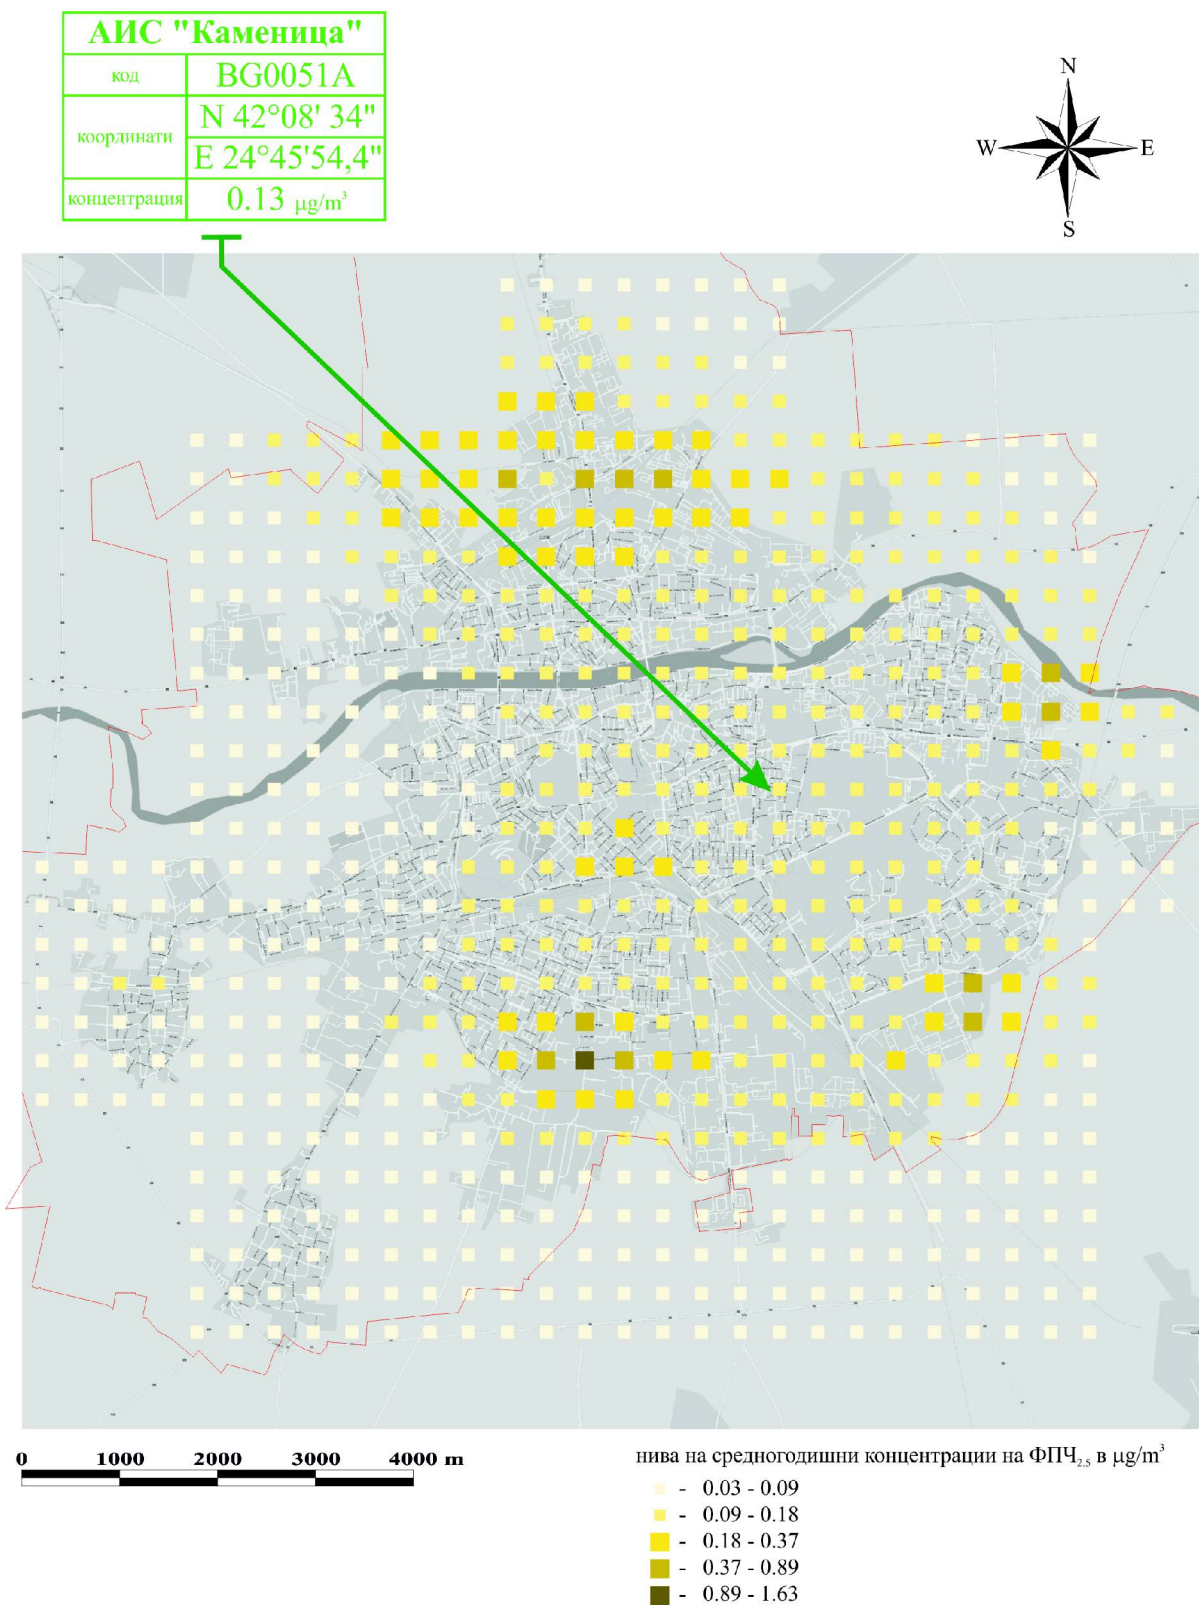 АИС "Каменица"
код BG0051A
координати N 42°08' 34"
E 24°45'54,4"
концентрация 0.13 µg/m³
N
W E
S
0 1000 2000 3000 4000 m
нива на средногодишни концентрации на ФПЧ₂.₅ в µg/m³
- 0.03 - 0.09
- 0.09 - 0.18
- 0.18 - 0.37
- 0.37 - 0.89
- 0.89 - 1.63